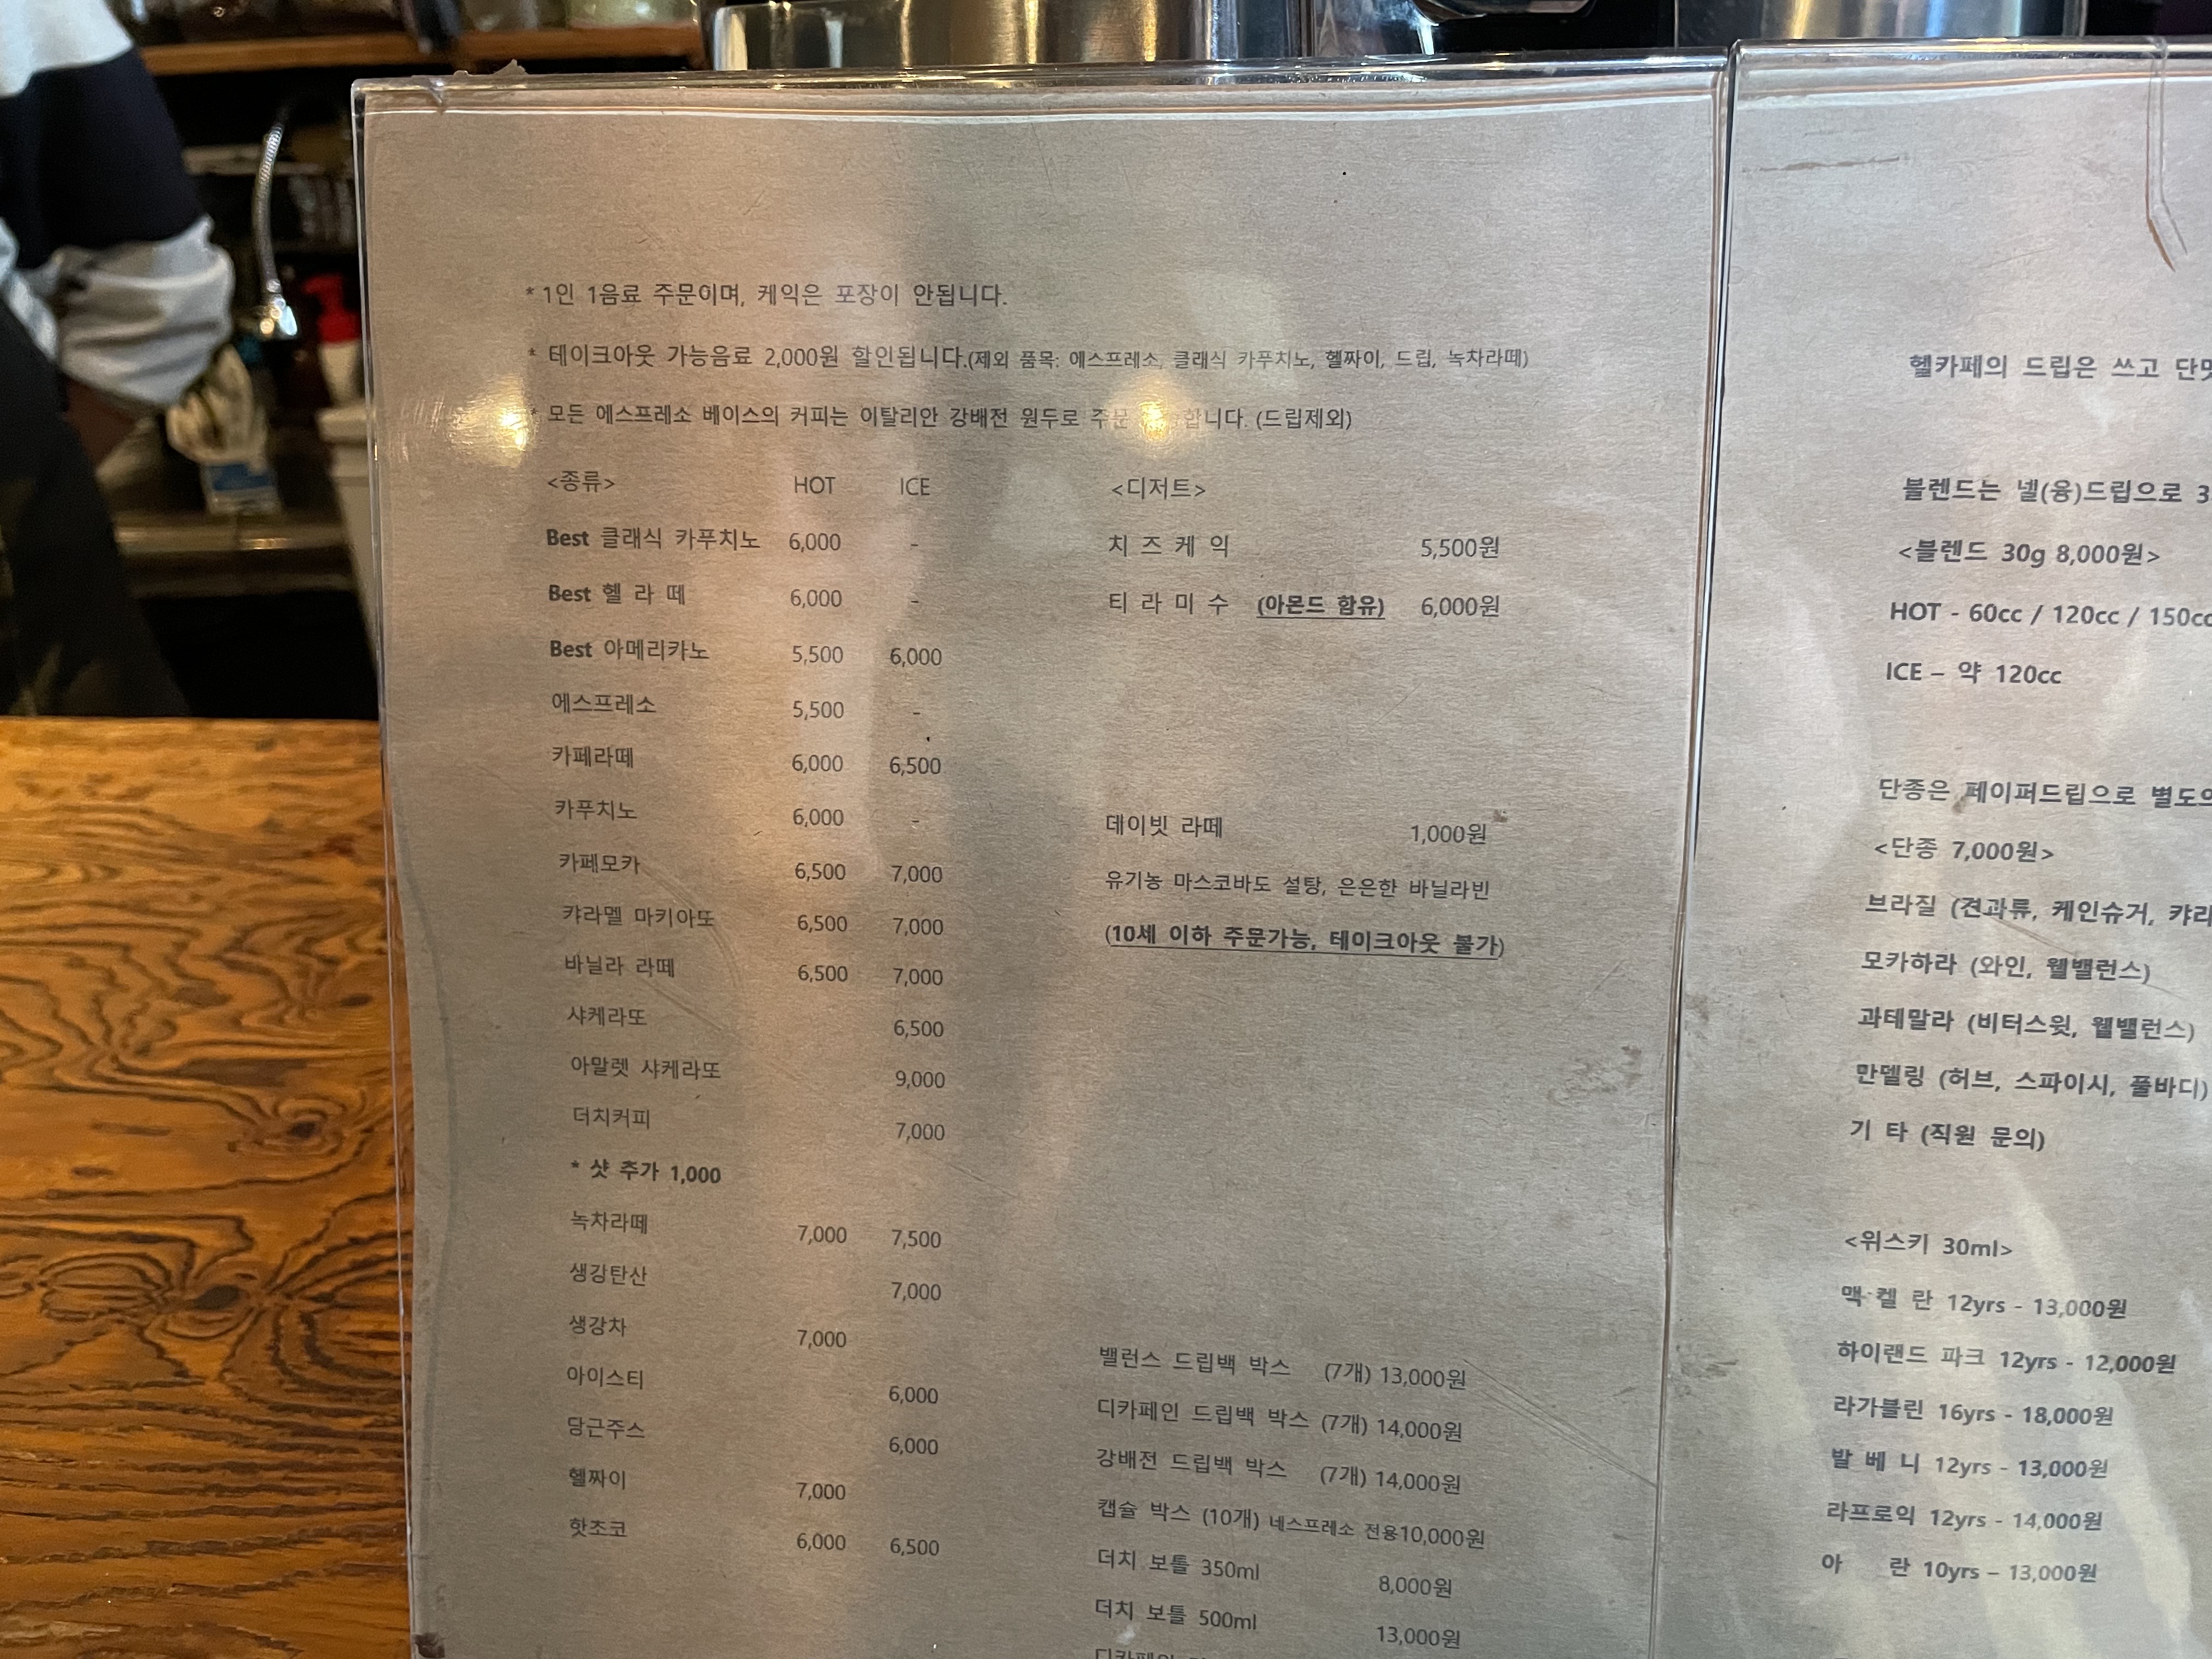 * 1인 1음료 주문이며, 케익은 포장이 안됩니다.
* 테이크아웃 가능음료 2,000원 할인됩니다.(제외 품목: 에스프레소, 클래식 카푸치노, 헬짜이, 드립, 녹차라떼)
* 모든 에스프레소 베이스의 커피는 이탈리안 강배전 원두로 주문 합니다. (드립제외)
<종류> HOT ICE
Best 클래식 카푸치노 6,000 -
Best 헬 라 떼 6,000 -
Best 아메리카노 5,500 6,000
에스프레소 5,500 -
카페라떼 6,000 6,500
카푸치노 6,000 -
카페모카 6,500 7,000
캬라멜 마키아또 6,500 7,000
바닐라 라떼 6,500 7,000
샤케라또 6,500
아말렛 샤케라또 9,000
더치커피 7,000
* 샷 추가 1,000
녹차라떼 7,000 7,500
생강탄산 7,000
생강차 7,000
아이스티 6,000
당근주스 6,000
헬짜이 7,000
핫초코 6,000 6,500
<디저트>
치 즈 케 익 5,500원
티 라 미 수 (아몬드 함유) 6,000원
데이빗 라떼 1,000원
유기농 마스코바도 설탕, 은은한 바닐라빈
(10세 이하 주문가능, 테이크아웃 불가)
밸런스 드립백 박스 (7개) 13,000원
디카페인 드립백 박스 (7개) 14,000원
강배전 드립백 박스 (7개) 14,000원
캡슐 박스 (10개) 네스프레소 전용10,000원
더치 보틀 350ml 8,000원
더치 보틀 500ml 13,000원
헬카페의 드립은 쓰고
블렌드는 넬(융)드립으로
<블렌드 30g 8,000원>
HOT - 60cc / 120cc / 150cc
ICE – 약 120cc
단종은 페이퍼드립으로
<단종 7,000원>
브라질 (견과류, 케인슈거,
모카하라 (와인, 웰밸런스)
과테말라 (비터스윗, 웰밸런스)
만델링 (허브, 스파이시, 풀바디)
기 타 (직원 문의)
<위스키 30ml>
맥 켈 란 12yrs - 13,000원
하이랜드 파크 12yrs - 12,000원
라가불린 16yrs - 18,000원
발 베 니 12yrs - 13,000원
라프로익 12yrs - 14,000원
아 란 10yrs – 13,000원